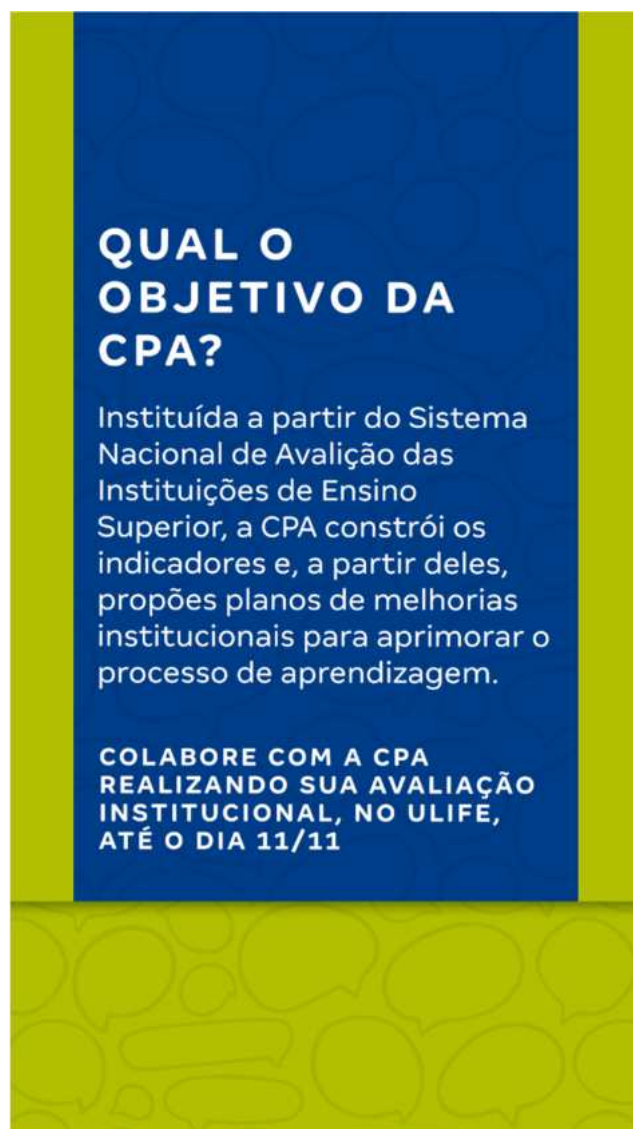 QUAL O
OBJETIVO DA
CPA?
Instituída a partir do Sistema
Nacional de Avalição das
Instituições de Ensino
Superior, a CPA constrói os
indicadores e, a partir deles,
propões planos de melhorias
institucionais para aprimorar o
processo de aprendizagem.
COLABORE COM A CPA
REALIZANDO SUA AVALIAÇÃO
INSTITUCIONAL, NO ULIFE,
ATÉ O DIA 11/11